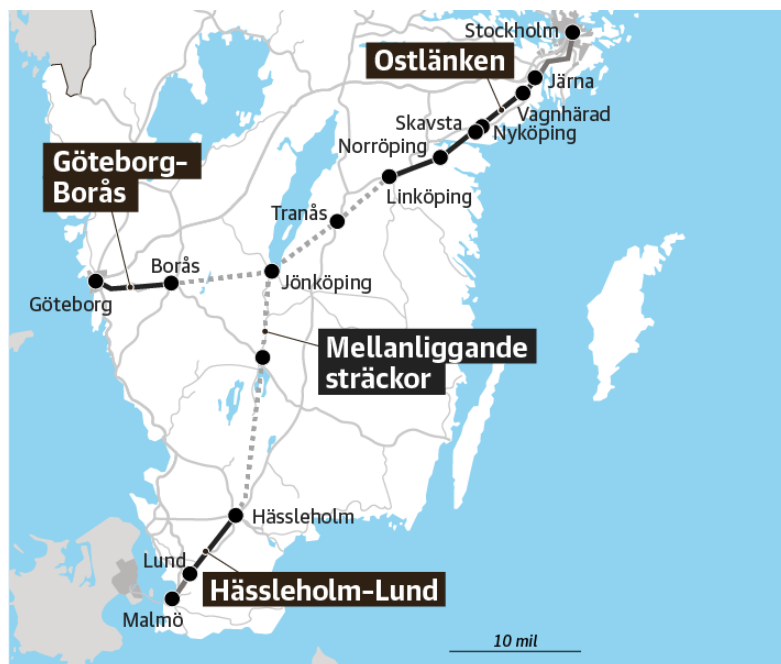 Stockholm
Ostlänken
Järna
Vagnhärad
Skavsta
Nyköping
Norröping
Linköping
Göteborg–
Borås
Tranås
Borås
Jönköping
Göteborg
Mellanliggande
sträckor
Hässleholm
Lund
Hässleholm–Lund
Malmö
10 mil